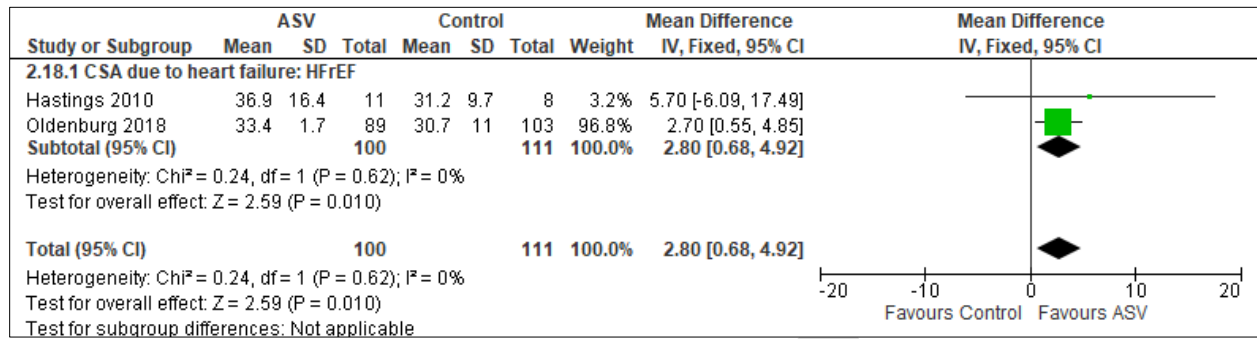 ASV Control Mean Difference Mean Difference
Study or Subgroup Mean SD Total Mean SD Total Weight IV, Fixed, 95% CI IV, Fixed, 95% CI
2.18.1 CSA due to heart failure: HFrEF
Hastings 2010 36.9 16.4 11 31.2 9.7 8 3.2% 5.70 [-6.09, 17.49]
Oldenburg 2018 33.4 1.7 89 30.7 11 103 96.8% 2.70 [0.55, 4.85]
Subtotal (95% CI) 100 111 100.0% 2.80 [0.68, 4.92]
Heterogeneity: Chi² = 0.24, df = 1 (P = 0.62); I² = 0%
Test for overall effect: Z = 2.59 (P = 0.010)
Total (95% CI) 100 111 100.0% 2.80 [0.68, 4.92]
Heterogeneity: Chi² = 0.24, df = 1 (P = 0.62); I² = 0%
Test for overall effect: Z = 2.59 (P = 0.010)
Test for subgroup differences: Not applicable
-20 -10 0 10 20
Favours Control Favours ASV